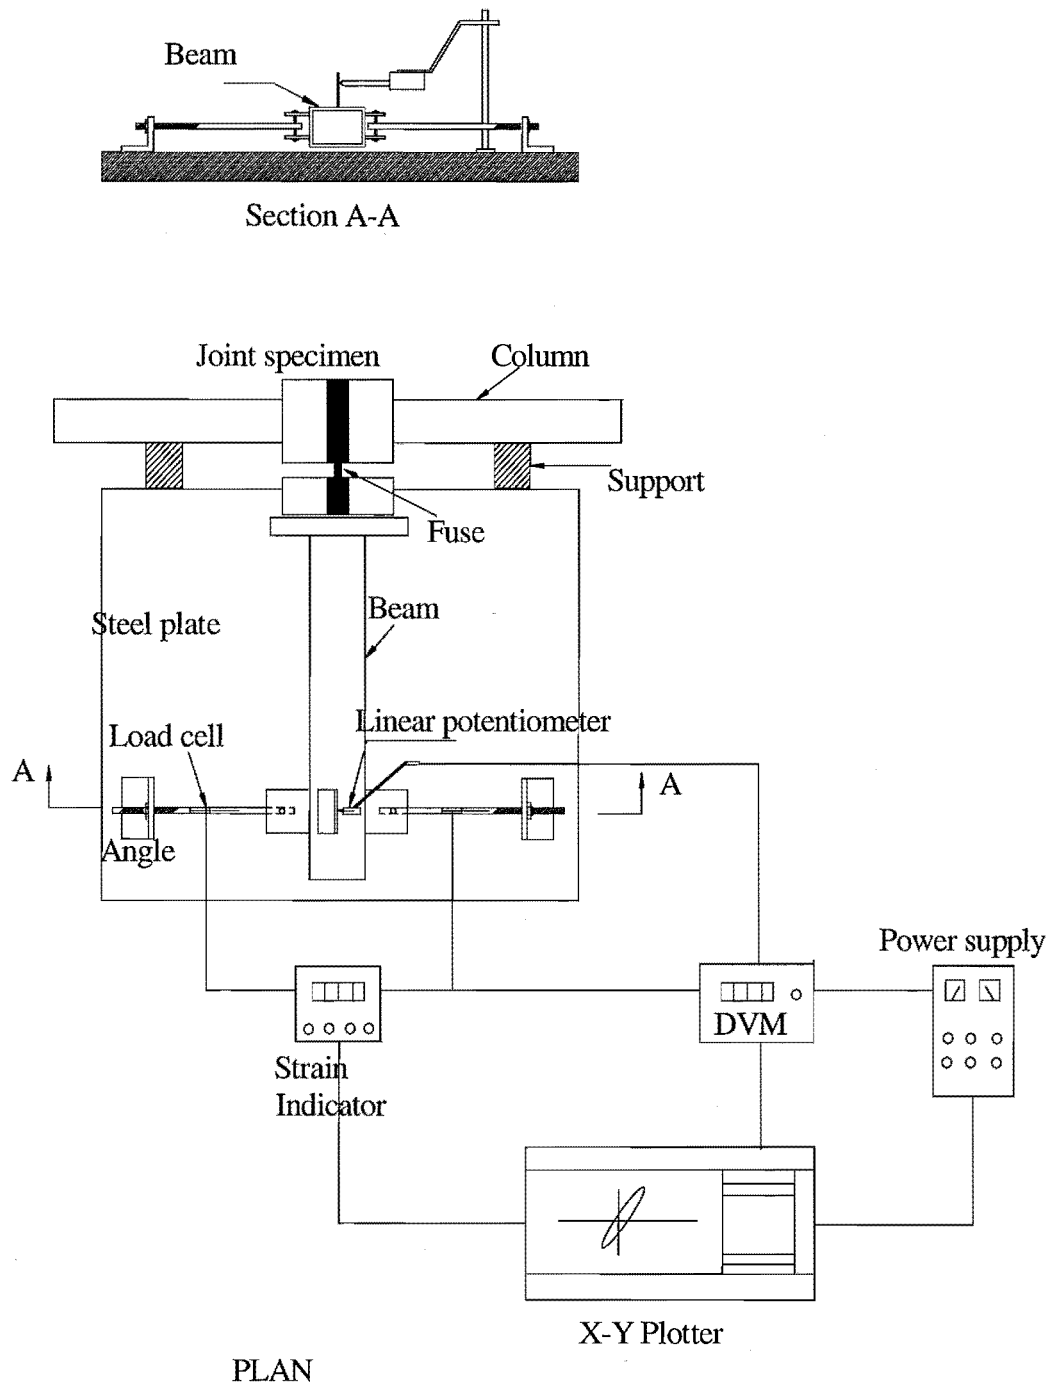 Beam
Section A-A
Joint specimen
Column
Support
Fuse
Beam
Steel plate
Linear potentiometer
Load cell
A
A
Angle
Power supply
DVM
Strain
Indicator
X-Y Plotter
PLAN